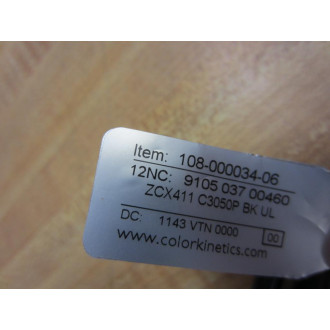 Item: 108-000034-06
12NC: 9105 037 00460
ZCX411 C3050P BK UL
DC: 1143 VTN 0000 00
www.colorkinetics.com